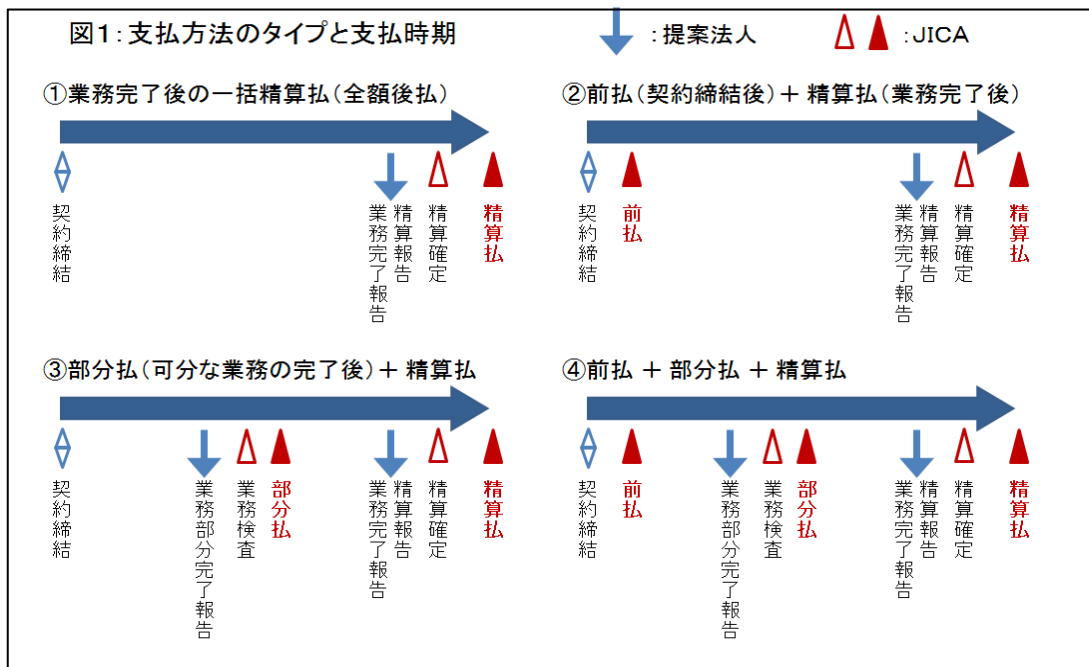 図1：支払方法のタイプと支払時期
：提案法人
：JICA
①業務完了後の一括精算払（全額後払）
契約締結
精算報告
業務完了報告
精算確定
精算払
②前払（契約締結後）＋ 精算払（業務完了後）
契約締結
前払
精算報告
業務完了報告
精算確定
精算払
③部分払（可分な業務の完了後）＋ 精算払
契約締結
業務部分完了報告
業務検査
部分払
精算報告
業務完了報告
精算確定
精算払
④前払 ＋ 部分払 ＋ 精算払
契約締結
前払
業務部分完了報告
業務検査
部分払
精算報告
業務完了報告
精算確定
精算払